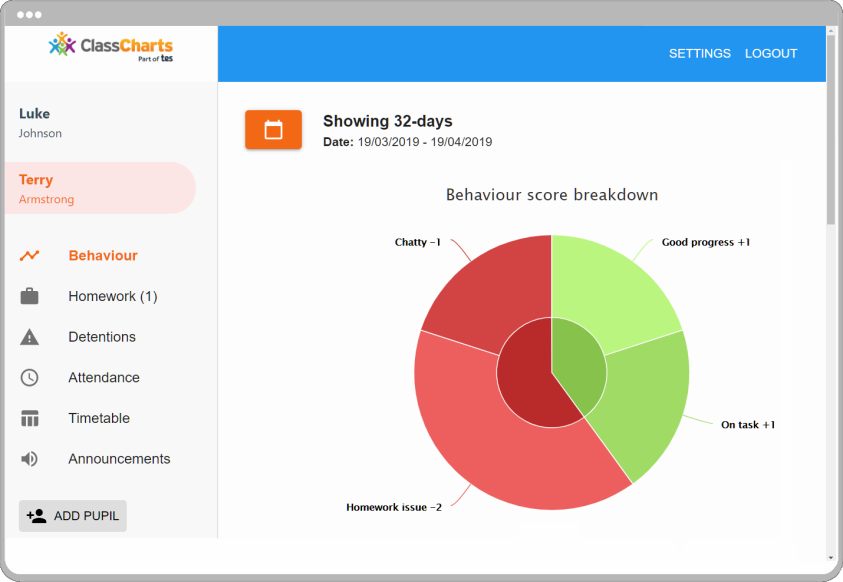 ClassCharts
Part of tes
SETTINGS LOGOUT
Luke
Johnson
Terry
Armstrong
Behaviour
Homework (1)
Detentions
Attendance
Timetable
Announcements
ADD PUPIL
Showing 32-days
Date: 19/03/2019 - 19/04/2019
Behaviour score breakdown
Chatty -1
Good progress +1
On task +1
Homework issue -2